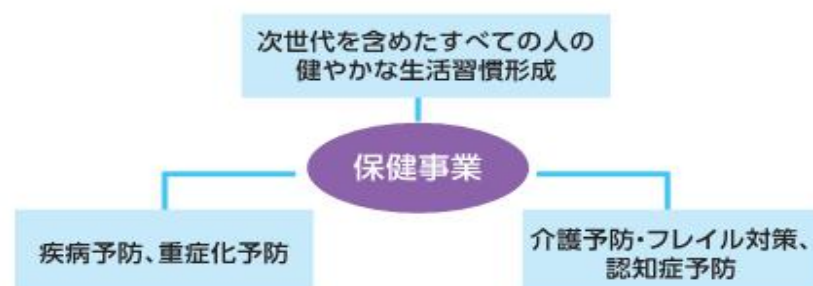 次世代を含めたすべての人の
健やかな生活習慣形成
保健事業
疾病予防、重症化予防
介護予防・フレイル対策、
認知症予防